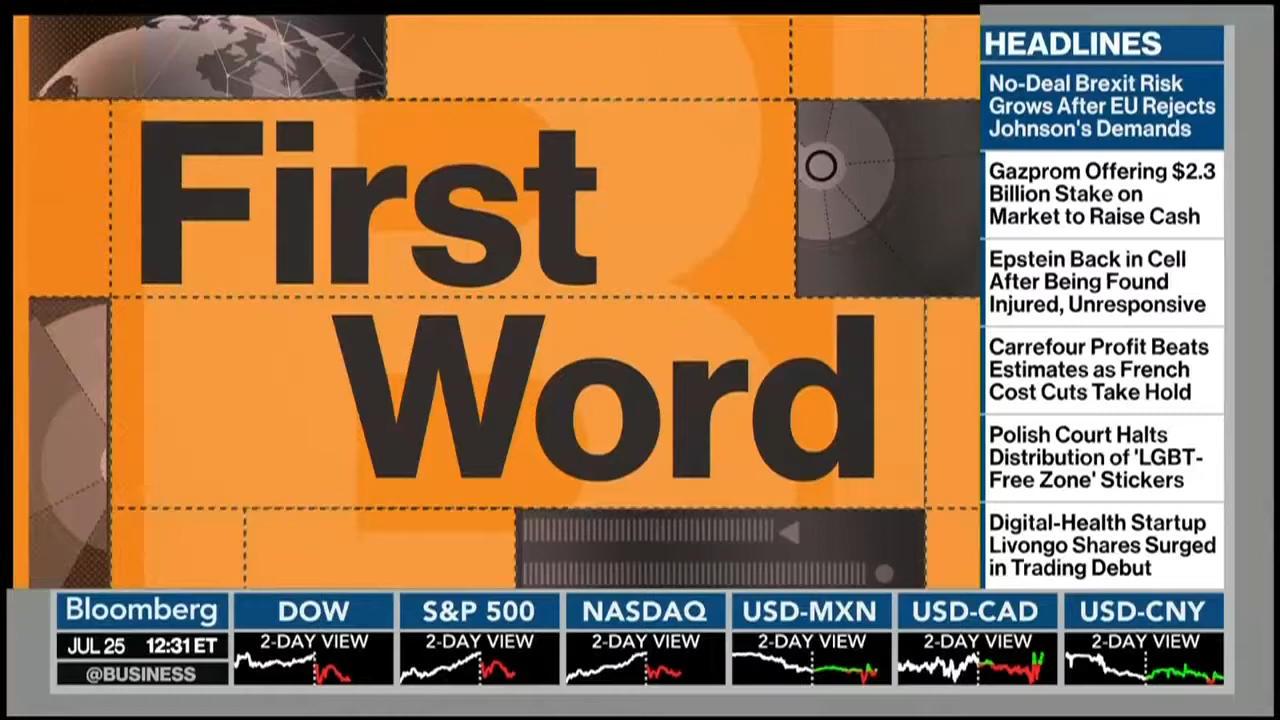 First
Word
HEADLINES
No-Deal Brexit Risk
Grows After EU Rejects
Johnson's Demands
Gazprom Offering $2.3
Billion Stake on
Market to Raise Cash
Epstein Back in Cell
After Being Found
Injured, Unresponsive
Carrefour Profit Beats
Estimates as French
Cost Cuts Take Hold
Polish Court Halts
Distribution of 'LGBT-
Free Zone' Stickers
Digital-Health Startup
Livongo Shares Surged
in Trading Debut
Bloomberg
JUL 25 12:31 ET
@BUSINESS
DOW
2-DAY VIEW
S&P 500
2-DAY VIEW
NASDAQ
2-DAY VIEW
USD-MXN
2-DAY VIEW
USD-CAD
2-DAY VIEW
USD-CNY
2-DAY VIEW